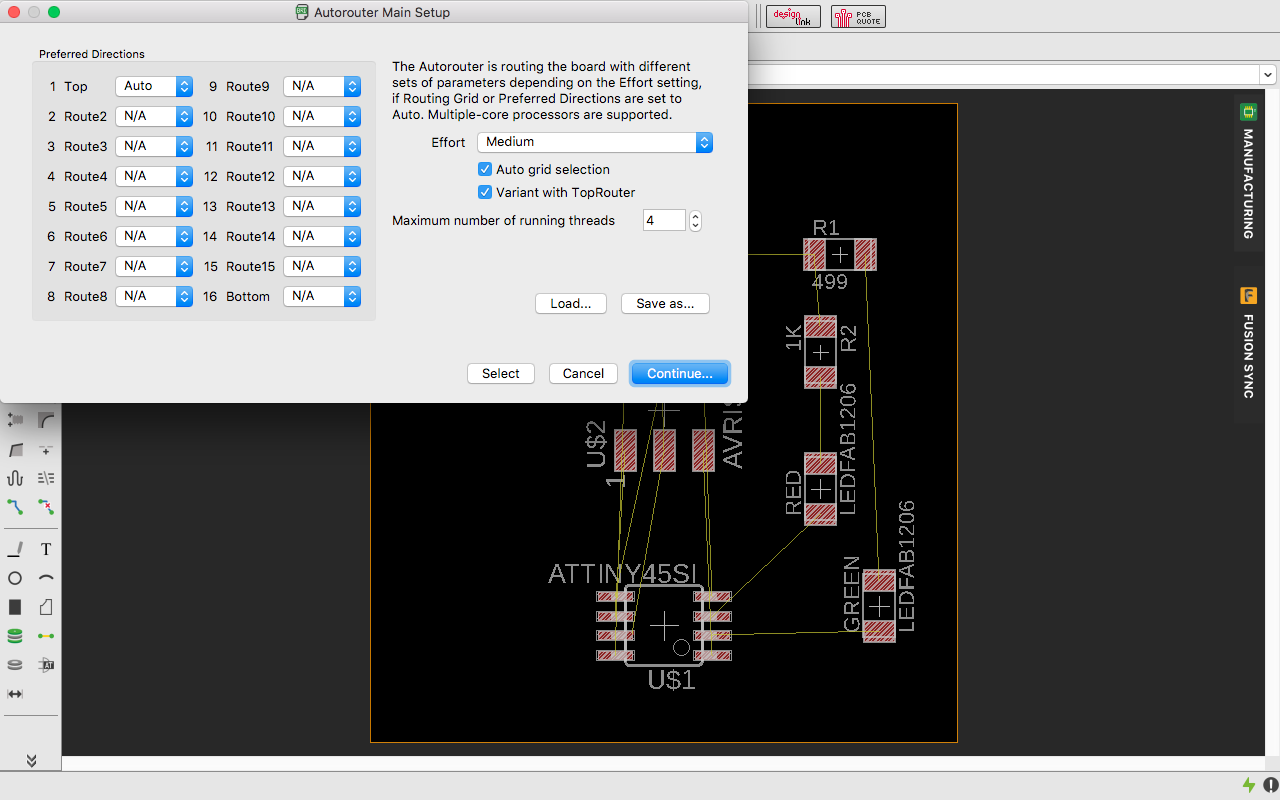 Autorouter Main Setup
design link
PCB QUOTE
Preferred Directions
1 Top Auto 9 Route9 N/A
2 Route2 N/A 10 Route10 N/A
3 Route3 N/A 11 Route11 N/A
4 Route4 N/A 12 Route12 N/A
5 Route5 N/A 13 Route13 N/A
6 Route6 N/A 14 Route14 N/A
7 Route7 N/A 15 Route15 N/A
8 Route8 N/A 16 Bottom N/A
The Autorouter is routing the board with different
sets of parameters depending on the Effort setting,
if Routing Grid or Preferred Directions are set to
Auto. Multiple-core processors are supported.
Effort Medium
Auto grid selection
Variant with TopRouter
Maximum number of running threads 4
Load... Save as...
Select Cancel Continue...
MANUFACTURING
FUSION SYNC
R1
499
1K
R2
U$2
1
RED
LEDFAB1206
ATTINY45SI
U$1
GREEN
LEDFAB1206
T